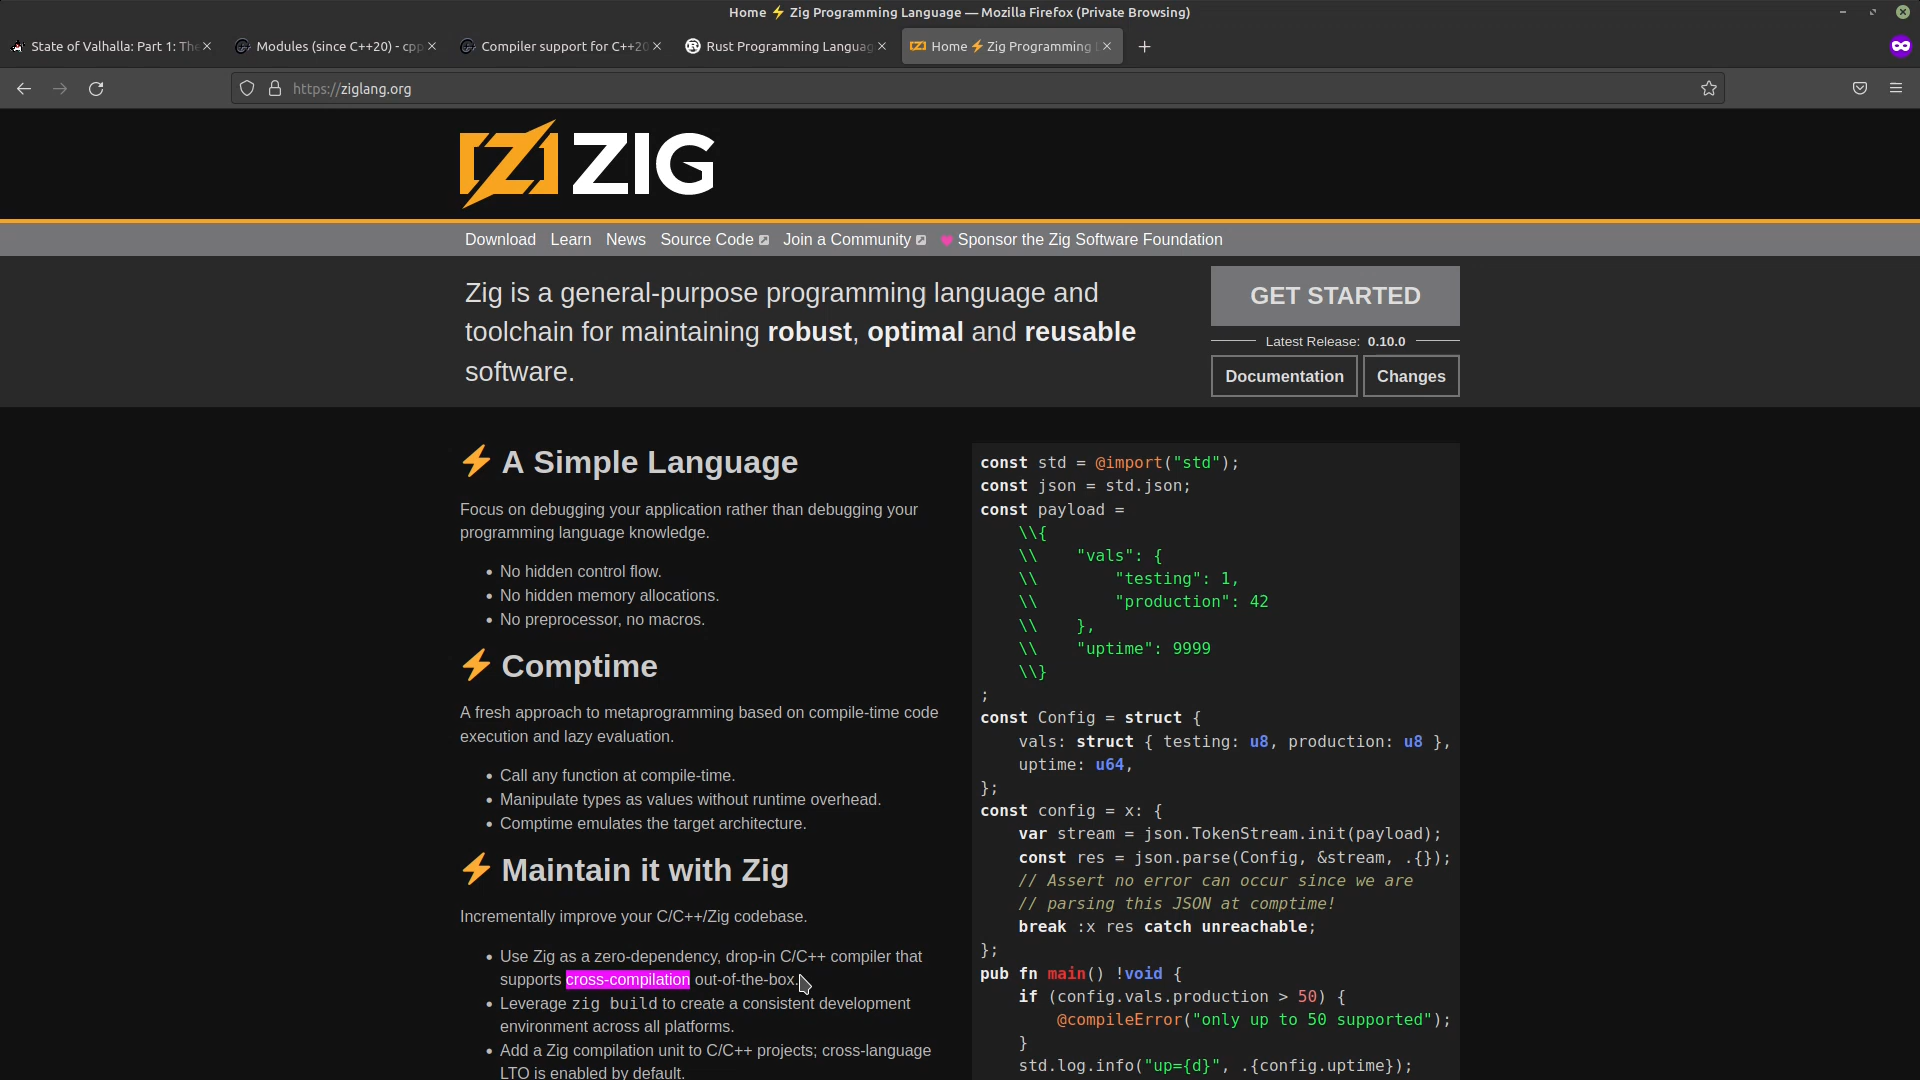 Home ⚡ Zig Programming Language — Mozilla Firefox (Private Browsing)
State of Valhalla: Part 1: The
Modules (since C++20) - cpp
Compiler support for C++20
Rust Programming Languag
Home ⚡ Zig Programming
https://ziglang.org
ZIG
Download Learn News Source Code Join a Community Sponsor the Zig Software Foundation
Zig is a general-purpose programming language and
toolchain for maintaining robust, optimal and reusable
software.
GET STARTED
Latest Release: 0.10.0
Documentation Changes
⚡ A Simple Language
Focus on debugging your application rather than debugging your
programming language knowledge.
• No hidden control flow.
• No hidden memory allocations.
• No preprocessor, no macros.
⚡ Comptime
A fresh approach to metaprogramming based on compile-time code
execution and lazy evaluation.
• Call any function at compile-time.
• Manipulate types as values without runtime overhead.
• Comptime emulates the target architecture.
⚡ Maintain it with Zig
Incrementally improve your C/C++/Zig codebase.
• Use Zig as a zero-dependency, drop-in C/C++ compiler that
supports cross-compilation out-of-the-box.
• Leverage zig build to create a consistent development
environment across all platforms.
• Add a Zig compilation unit to C/C++ projects; cross-language
LTO is enabled by default.
const std = @import("std");
const json = std.json;
const payload =
    \\{
    \\    "vals": {
    \\        "testing": 1,
    \\        "production": 42
    \\    },
    \\    "uptime": 9999
    \\}
;
const Config = struct {
    vals: struct { testing: u8, production: u8 },
    uptime: u64,
};
const config = x: {
    var stream = json.TokenStream.init(payload);
    const res = json.parse(Config, &stream, .{});
    // Assert no error can occur since we are
    // parsing this JSON at comptime!
    break :x res catch unreachable;
};
pub fn main() !void {
    if (config.vals.production > 50) {
        @compileError("only up to 50 supported");
    }
    std.log.info("up={d}", .{config.uptime});